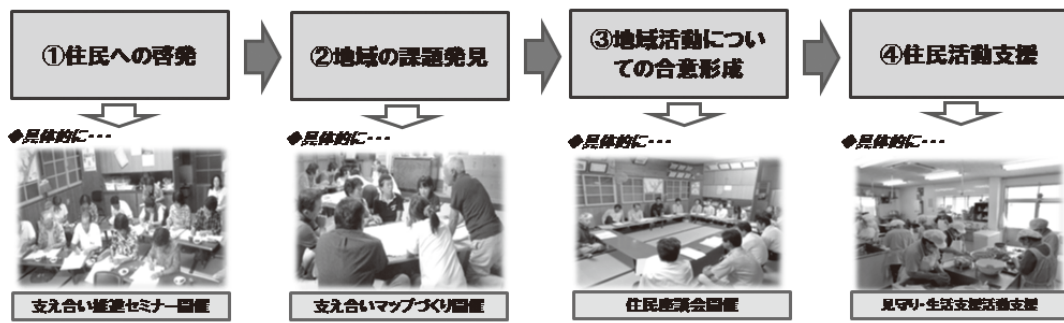 ①住民への啓発
②地域の課題発見
③地域活動につい
ての合意形成
④住民活動支援
◆具体的に・・・
◆具体的に・・・
◆具体的に・・・
◆具体的に・・・
支え合い推進セミナー開催
支え合いマップづくり開催
住民座談会開催
見守り・生活支援活動支援